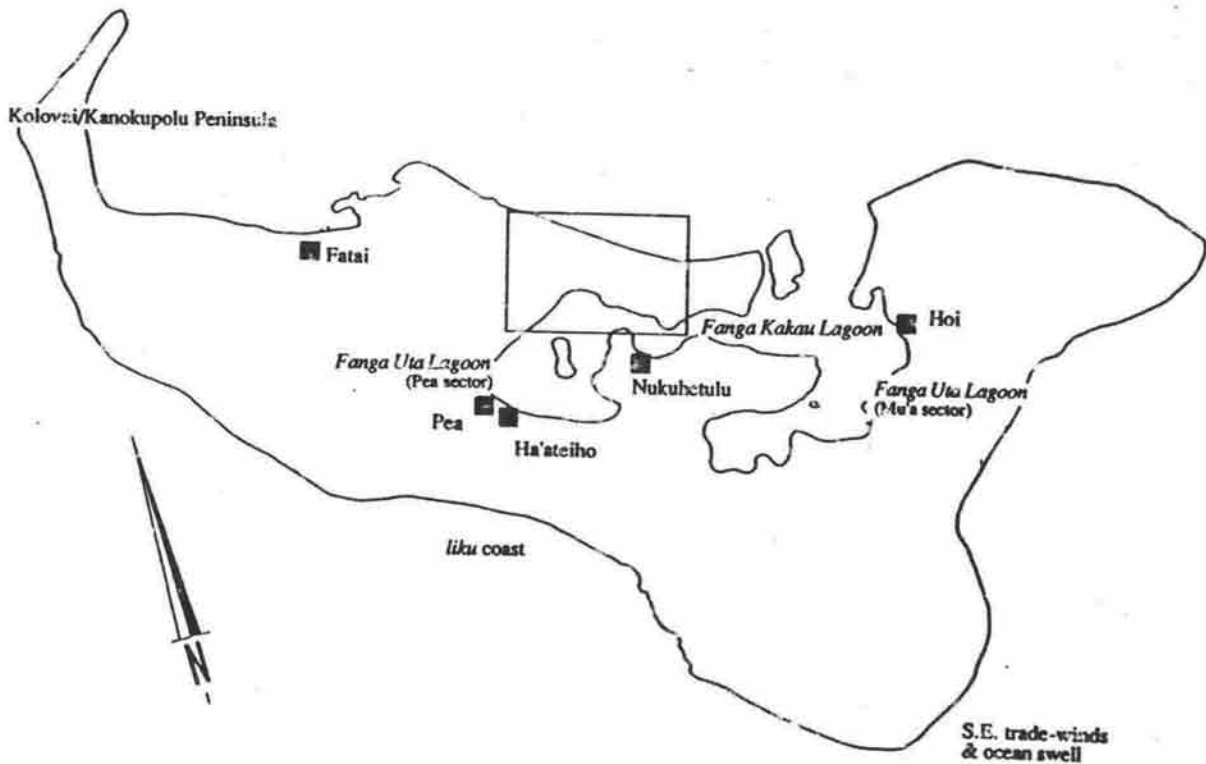 Kolovai/Kanokupolu Peninsula
Fatai
Fanga Kakau Lagoon
Hoi
Fanga Uta Lagoon
(Pea sector)
Nukuhetulu
Fanga Uta Lagoon
(Mu'a sector)
Pea
Ha'ateiho
liku coast
N
S.E. trade-winds
& ocean swell